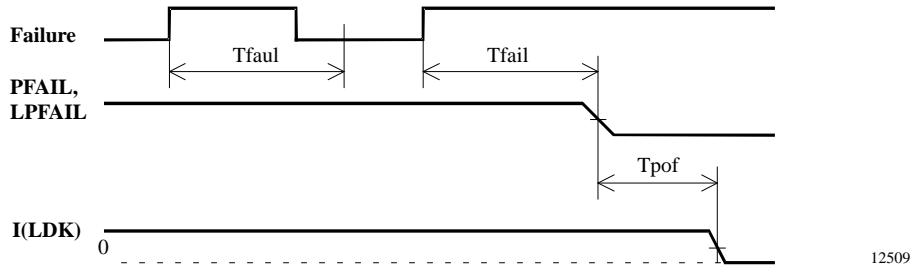 Failure
Tfaul
Tfail
PFAIL,
LPFAIL
Tpof
I(LDK)
0
12509